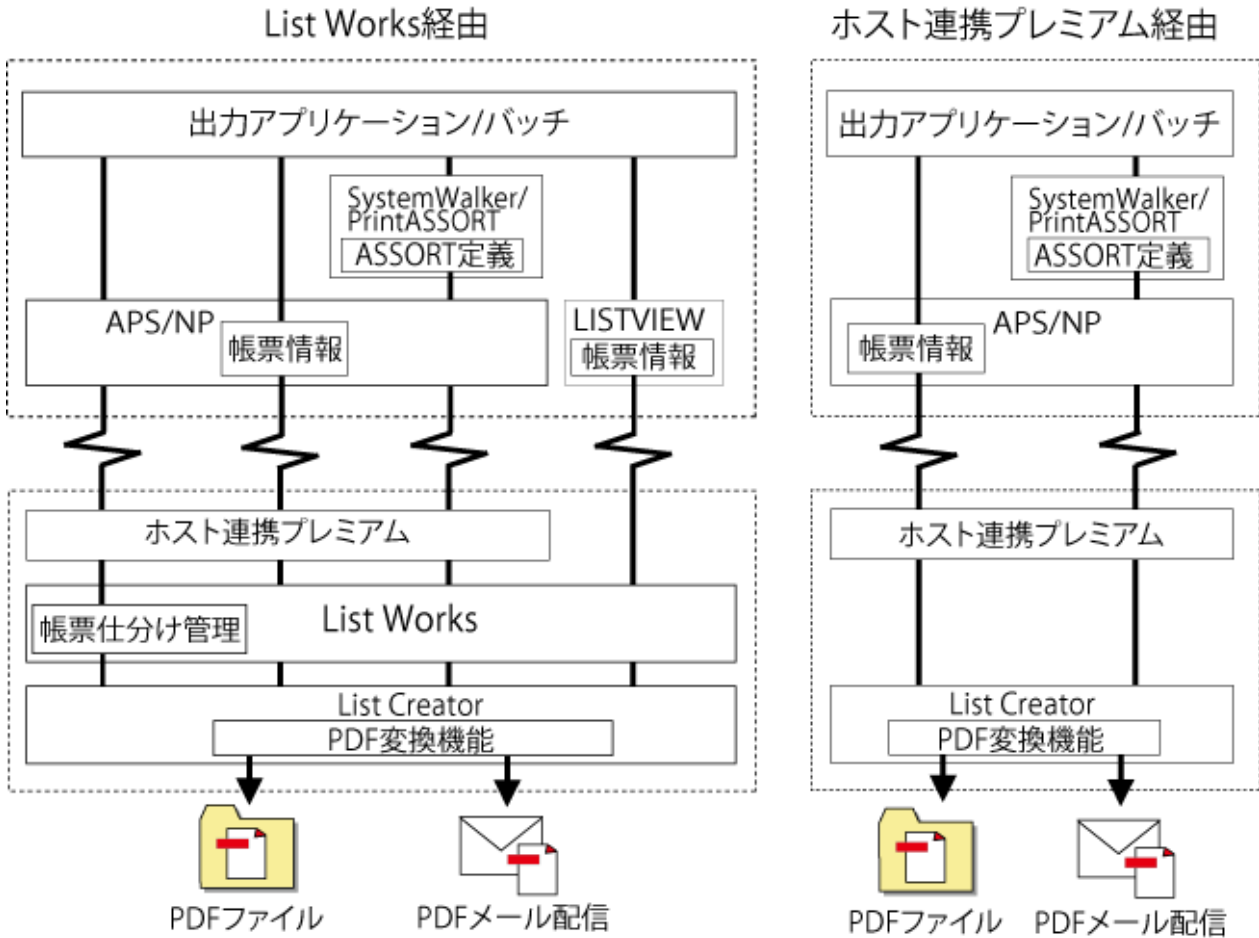 List Works経由
出力アプリケーション/バッチ
SystemWalker/
PrintASSORT
ASSORT定義
APS/NP
帳票情報
LISTVIEW
帳票情報
ホスト連携プレミアム
帳票仕分け管理
List Works
List Creator
PDF変換機能
PDFファイル
PDFメール配信
ホスト連携プレミアム経由
出力アプリケーション/バッチ
SystemWalker/
PrintASSORT
ASSORT定義
APS/NP
帳票情報
ホスト連携プレミアム
List Creator
PDF変換機能
PDFファイル
PDFメール配信